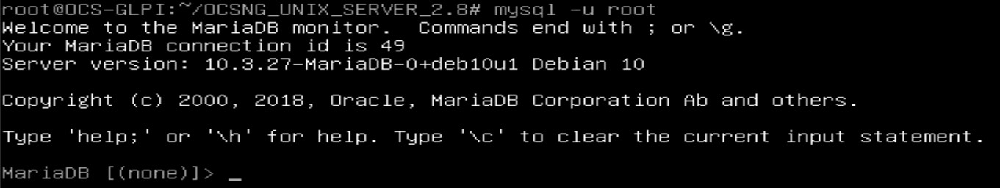 root@OCS-GLPI:~/OCSNG_UNIX_SERVER_2.8# mysql -u root
Welcome to the MariaDB monitor.  Commands end with ; or \g.
Your MariaDB connection id is 49
Server version: 10.3.27-MariaDB-0+deb10u1 Debian 10

Copyright (c) 2000, 2018, Oracle, MariaDB Corporation Ab and others.

Type 'help;' or '\h' for help. Type '\c' to clear the current input statement.

MariaDB [(none)]> _